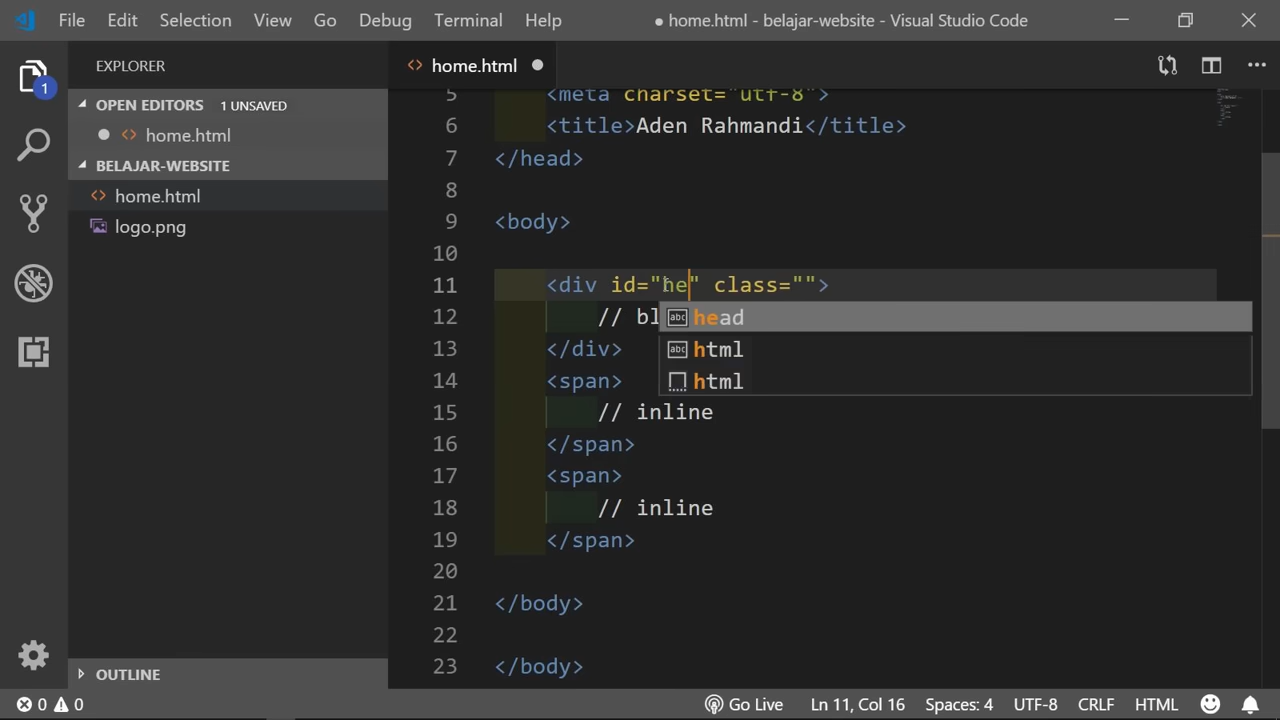 File Edit Selection View Go Debug Terminal Help ● home.html - belajar-website - Visual Studio Code
EXPLORER
1
OPEN EDITORS 1 UNSAVED
home.html
BELAJAR-WEBSITE
home.html
logo.png
OUTLINE
home.html
5 <meta charset="utf-8">
6 <title>Aden Rahmandi</title>
7 </head>
8
9 <body>
10
11 <div id="he" class="">
12 // bl
head
html
html
13 </div>
14 <span>
15 // inline
16 </span>
17 <span>
18 // inline
19 </span>
20
21 </body>
22
23 </body>
0 0 Go Live Ln 11, Col 16 Spaces: 4 UTF-8 CRLF HTML